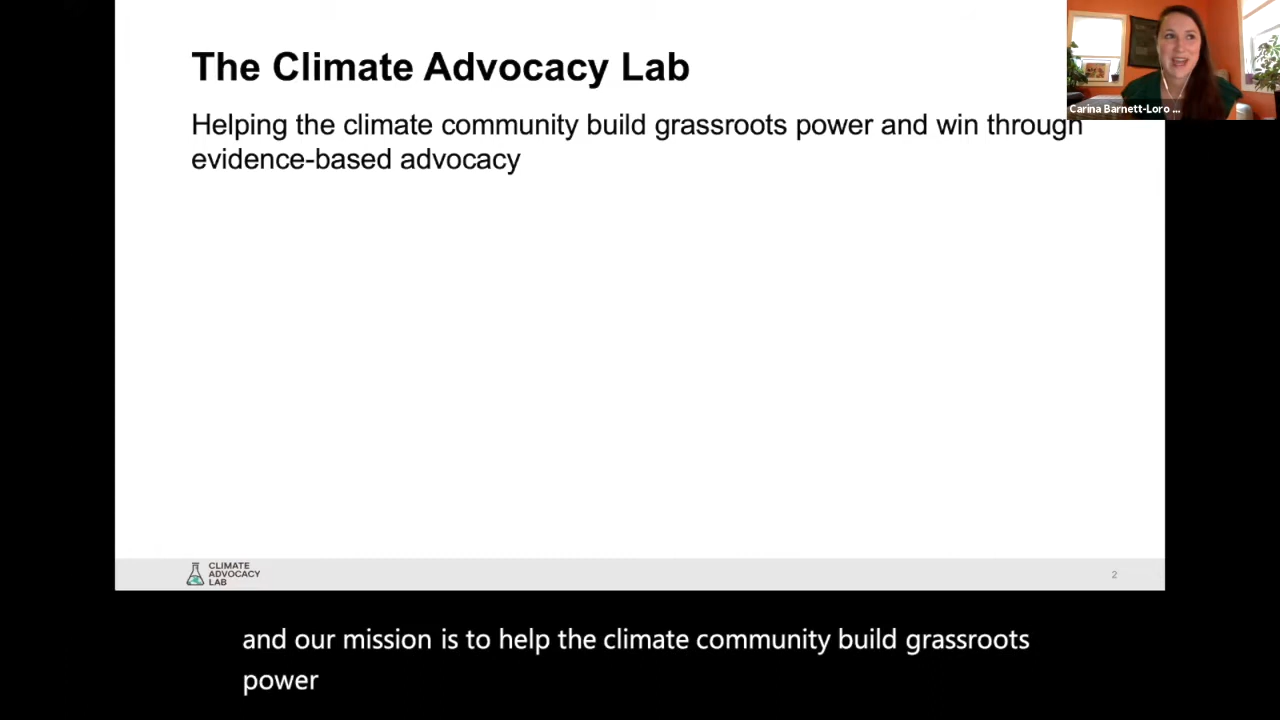 The Climate Advocacy Lab
Helping the climate community build grassroots power and win through
evidence-based advocacy
Carina Barnett-Loro ...
CLIMATE
ADVOCACY
LAB
2
and our mission is to help the climate community build grassroots
power